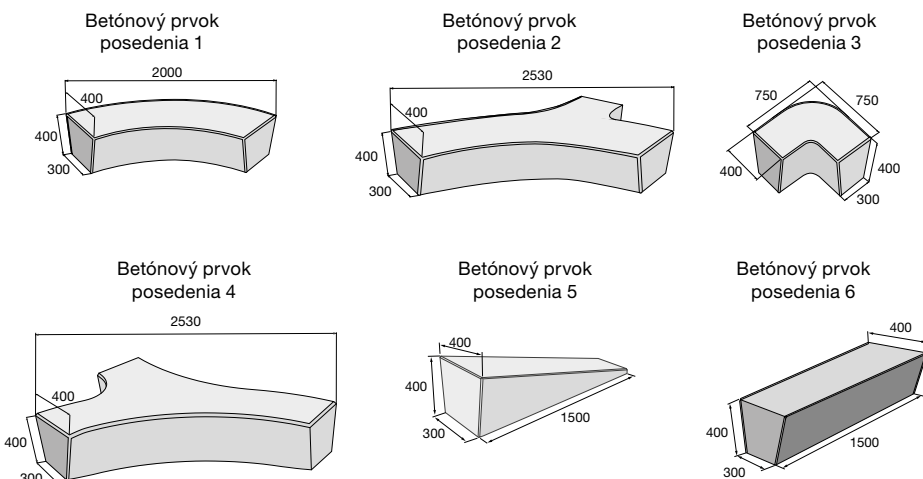 Betónový prvok
posedenia 1
2000
400
400
300
Betónový prvok
posedenia 2
2530
400
400
300
Betónový prvok
posedenia 3
750
750
400
400
300
Betónový prvok
posedenia 4
2530
400
400
300
Betónový prvok
posedenia 5
400
400
300
1500
Betónový prvok
posedenia 6
400
400
300
1500